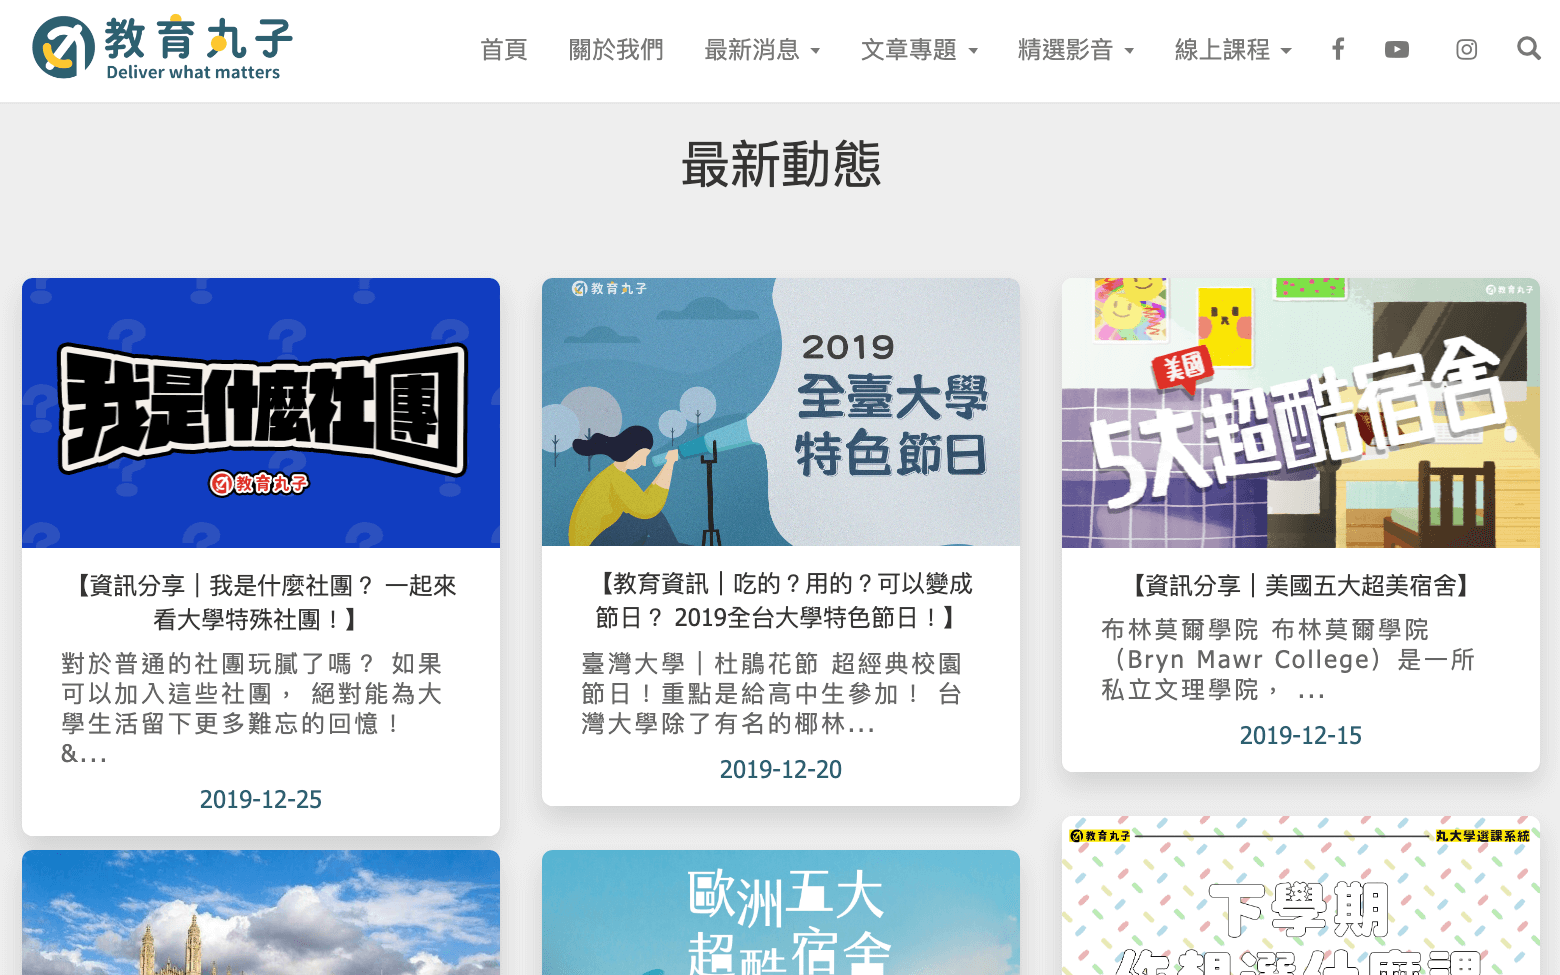 教育丸子
Deliver what matters
首頁 關於我們 最新消息 文章專題 精選影音 線上課程
最新動態
我是什麼社團
教育丸子
【資訊分享｜我是什麼社團？ 一起來
看大學特殊社團！】
對於普通的社團玩膩了嗎？ 如果
可以加入這些社團， 絕對能為大
學生活留下更多難忘的回憶！
&...
2019-12-25
教育丸子
2019
全臺大學
特色節日
【教育資訊｜吃的？用的？可以變成
節日？ 2019全台大學特色節日！】
臺灣大學｜杜鵑花節 超經典校園
節日！重點是給高中生參加！ 台
灣大學除了有名的椰林...
2019-12-20
教育丸子
美國
5大超酷宿舍
【資訊分享｜美國五大超美宿舍】
布林莫爾學院 布林莫爾學院
（Bryn Mawr College）是一所
私立文理學院， ...
2019-12-15
歐洲五大
超酷宿舍
教育丸子
丸大學選課系統
下學期
你想選什麼課